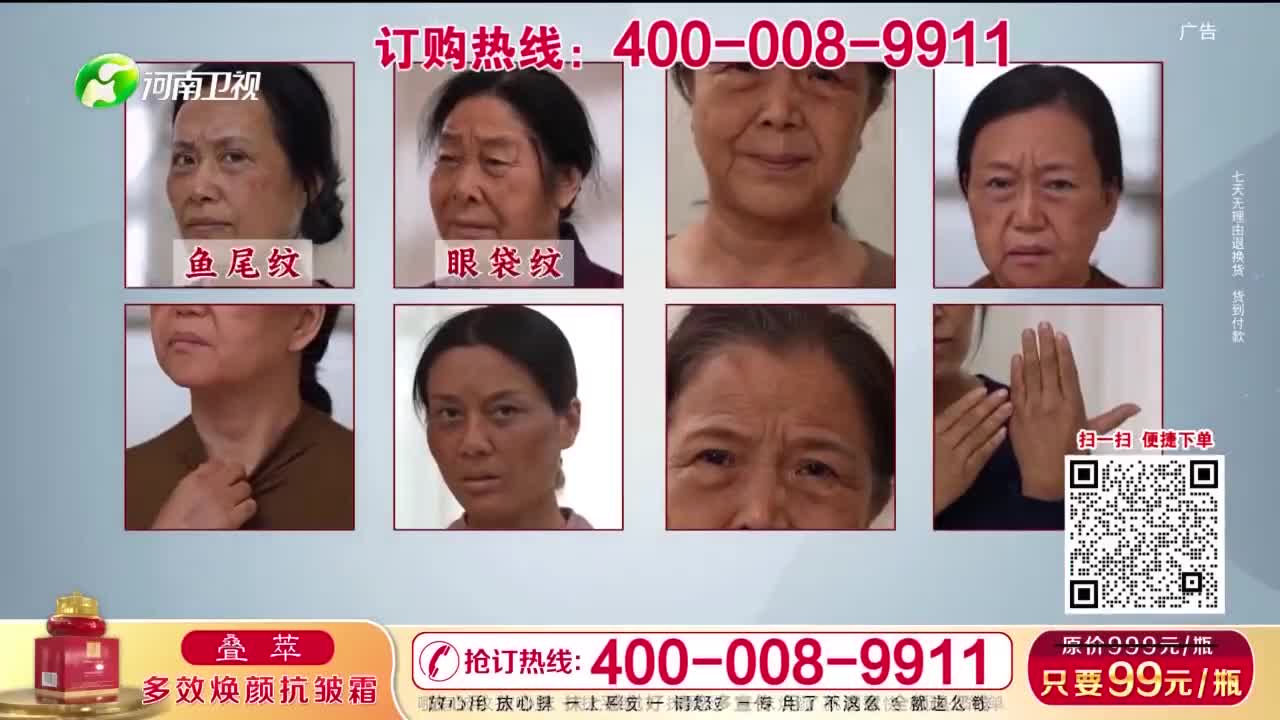 订购热线：400-008-9911
广告
河南卫视
七天无理由退换货 货到付款
鱼尾纹
眼袋纹
扫一扫 便捷下单
叠萃
多效焕颜抗皱霜
抢订热线:400-008-9911
原价999元/瓶
只要99元/瓶